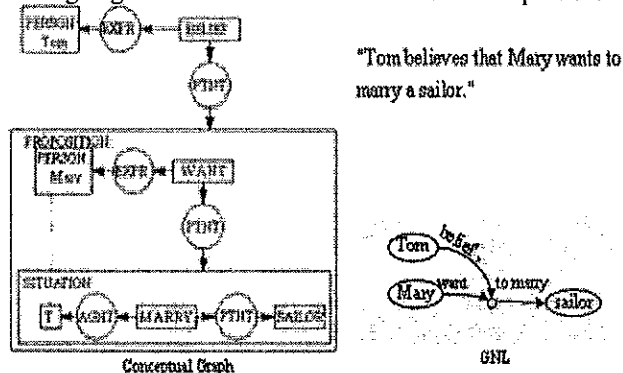 PERSON
Tom
EXPR
BELIEF
PTNT
"Tom believes that Mary wants to
marry a sailor."
PROPOSITION
PERSON
Mary
EXPR
WANT
PTNT
SITUATION
T
AGNT
MARRY
PTNT
SAILOR
Conceptual Graph
Tom
believes
Mary
want
to marry
sailor
GNL